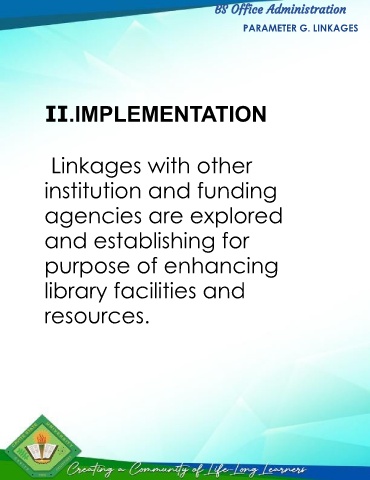 BS Office Administration
PARAMETER G. LINKAGES
II.IMPLEMENTATION
Linkages with other
institution and funding
agencies are explored
and establishing for
purpose of enhancing
library facilities and
resources.
Creating a Community of Life-Long Learners